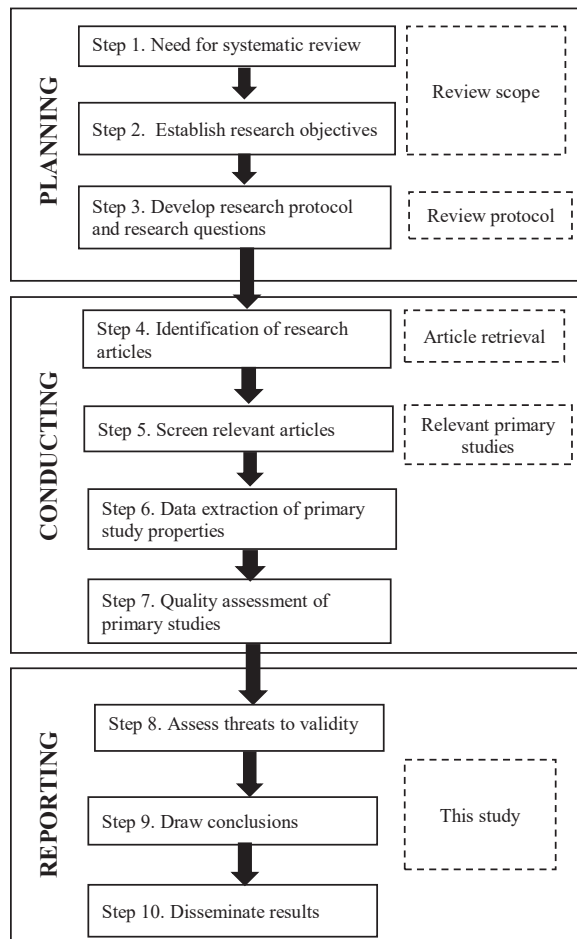 PLANNING
Step 1. Need for systematic review
Review scope
Step 2. Establish research objectives
Step 3. Develop research protocol
and research questions
Review protocol
CONDUCTING
Step 4. Identification of research
articles
Article retrieval
Step 5. Screen relevant articles
Relevant primary
studies
Step 6. Data extraction of primary
study properties
Step 7. Quality assessment of
primary studies
REPORTING
Step 8. Assess threats to validity
This study
Step 9. Draw conclusions
Step 10. Disseminate results